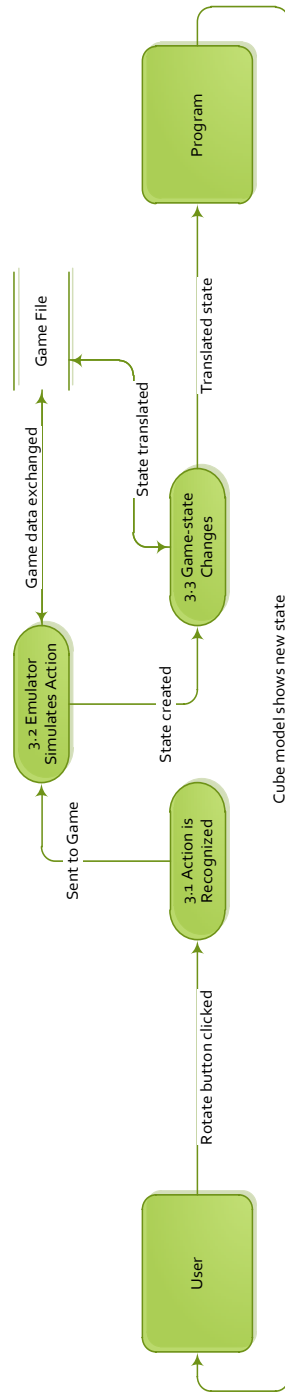 User
Rotate button clicked
3.1 Action is
Recognized
Sent to Game
3.2 Emulator
Simulates Action
Game data exchanged
Game File
State created
State translated
3.3 Game-state
Changes
Translated state
Program
Cube model shows new state